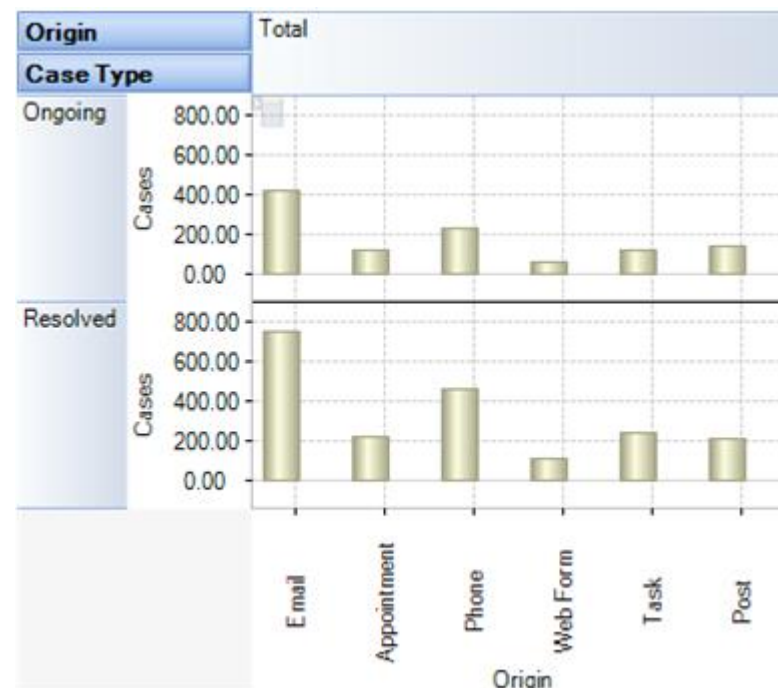 Origin
Total
Case Type
Ongoing
Cases
800.00
600.00
400.00
200.00
0.00
Resolved
Cases
800.00
600.00
400.00
200.00
0.00
Email
Appointment
Phone
Web Form
Task
Post
Origin